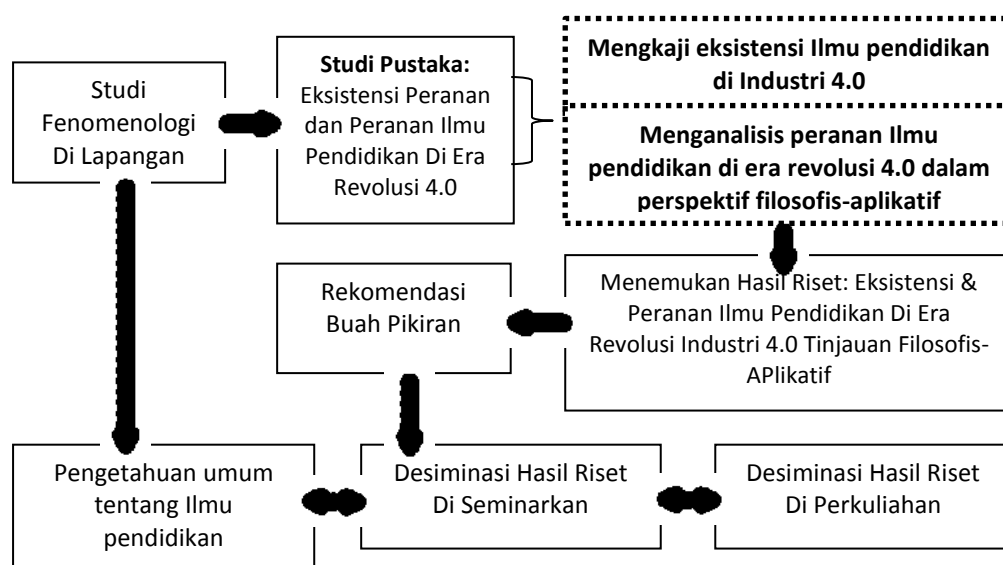 Studi
Fenomenologi
Di Lapangan
Studi Pustaka:
Eksistensi Peranan
dan Peranan Ilmu
Pendidikan Di Era
Revolusi 4.0
Mengkaji eksistensi Ilmu pendidikan
di Industri 4.0
Menganalisis peranan Ilmu
pendidikan di era revolusi 4.0 dalam
perspektif filosofis-aplikatif
Rekomendasi
Buah Pikiran
Menemukan Hasil Riset: Eksistensi &
Peranan Ilmu Pendidikan Di Era
Revolusi Industri 4.0 Tinjauan Filosofis-
APlikatif
Pengetahuan umum
tentang Ilmu
pendidikan
Desiminasi Hasil Riset
Di Seminarkan
Desiminasi Hasil Riset
Di Perkuliahan